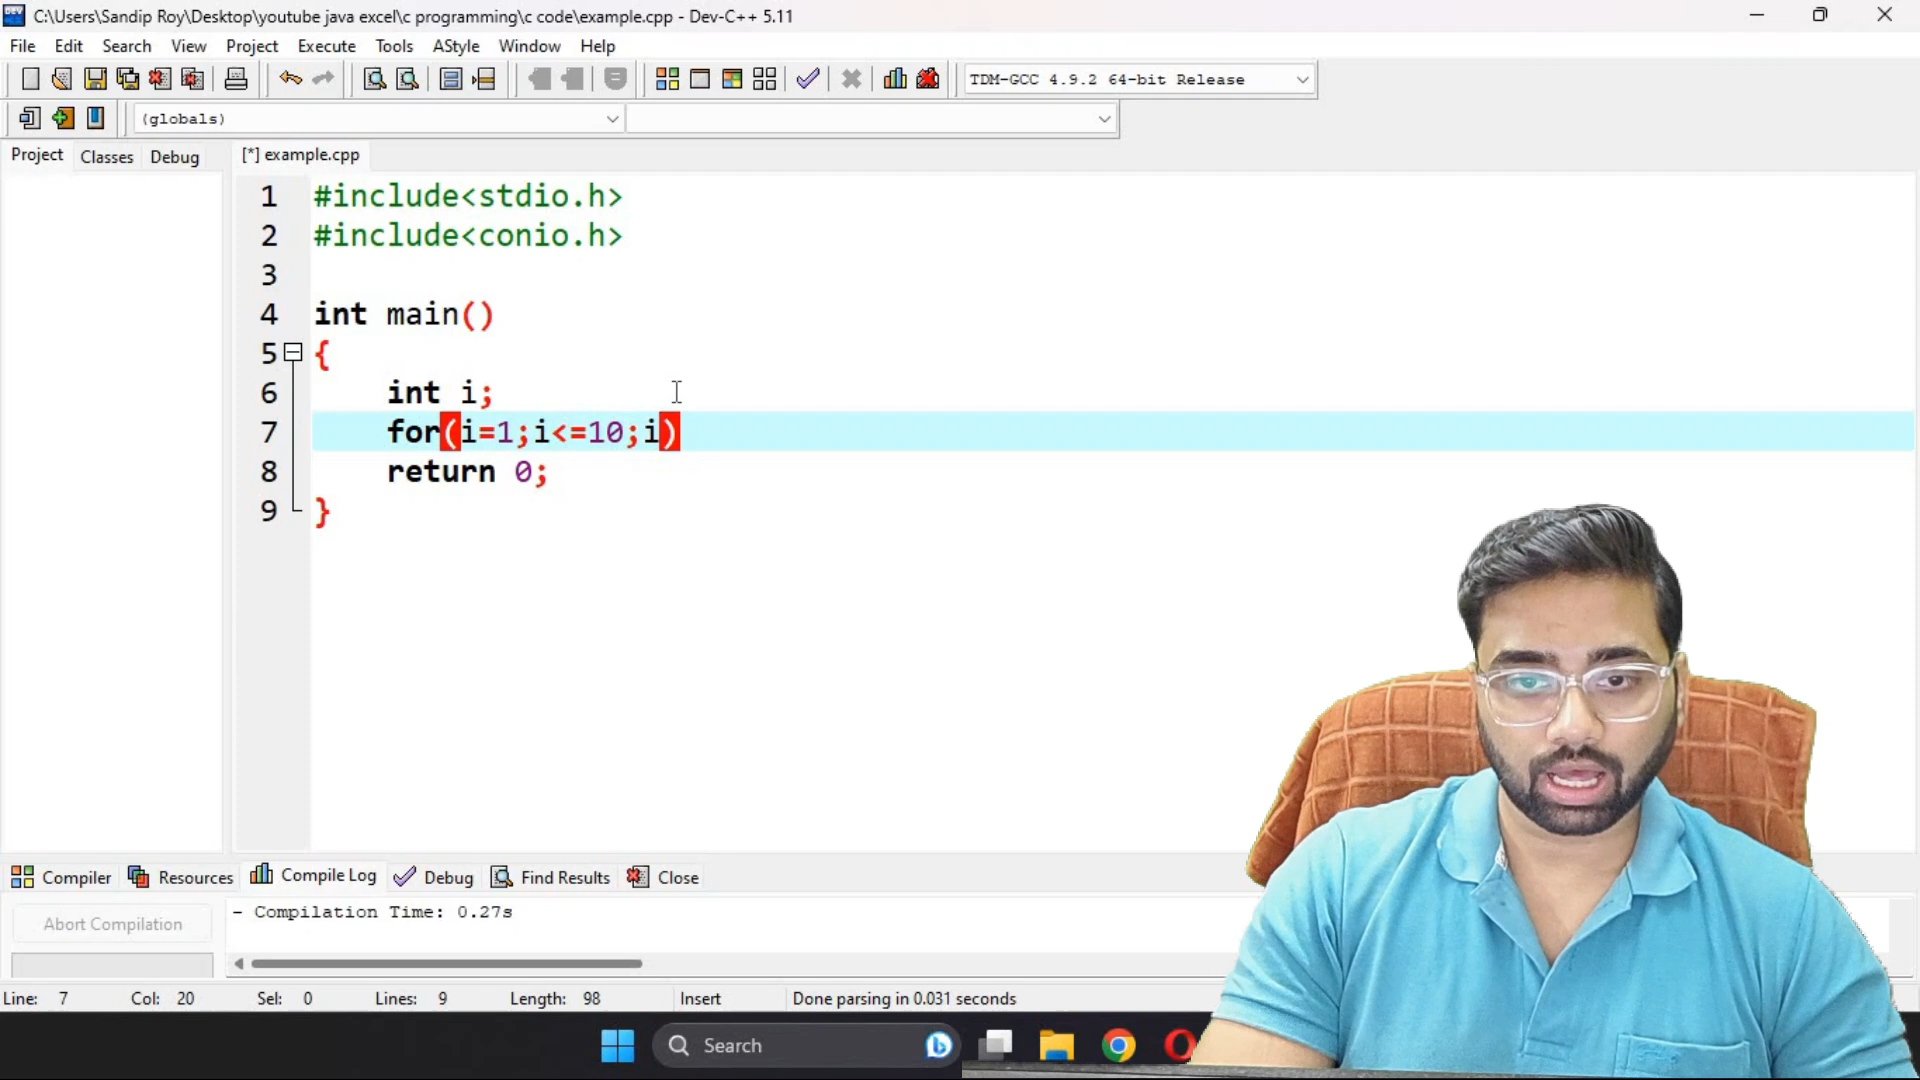 C:\Users\Sandip Roy\Desktop\youtube java excel\c programming\c code\example.cpp - Dev-C++ 5.11
File Edit Search View Project Execute Tools AStyle Window Help
TDM-GCC 4.9.2 64-bit Release
(globals)
Project Classes Debug [*] example.cpp
1 #include<stdio.h>
2 #include<conio.h>
3
4 int main()
5 {
6 int i;
7 for(i=1;i<=10;i)
8 return 0;
9 }
Compiler Resources Compile Log Debug Find Results Close
Abort Compilation - Compilation Time: 0.27s
Line: 7 Col: 20 Sel: 0 Lines: 9 Length: 98 Insert Done parsing in 0.031 seconds
Search